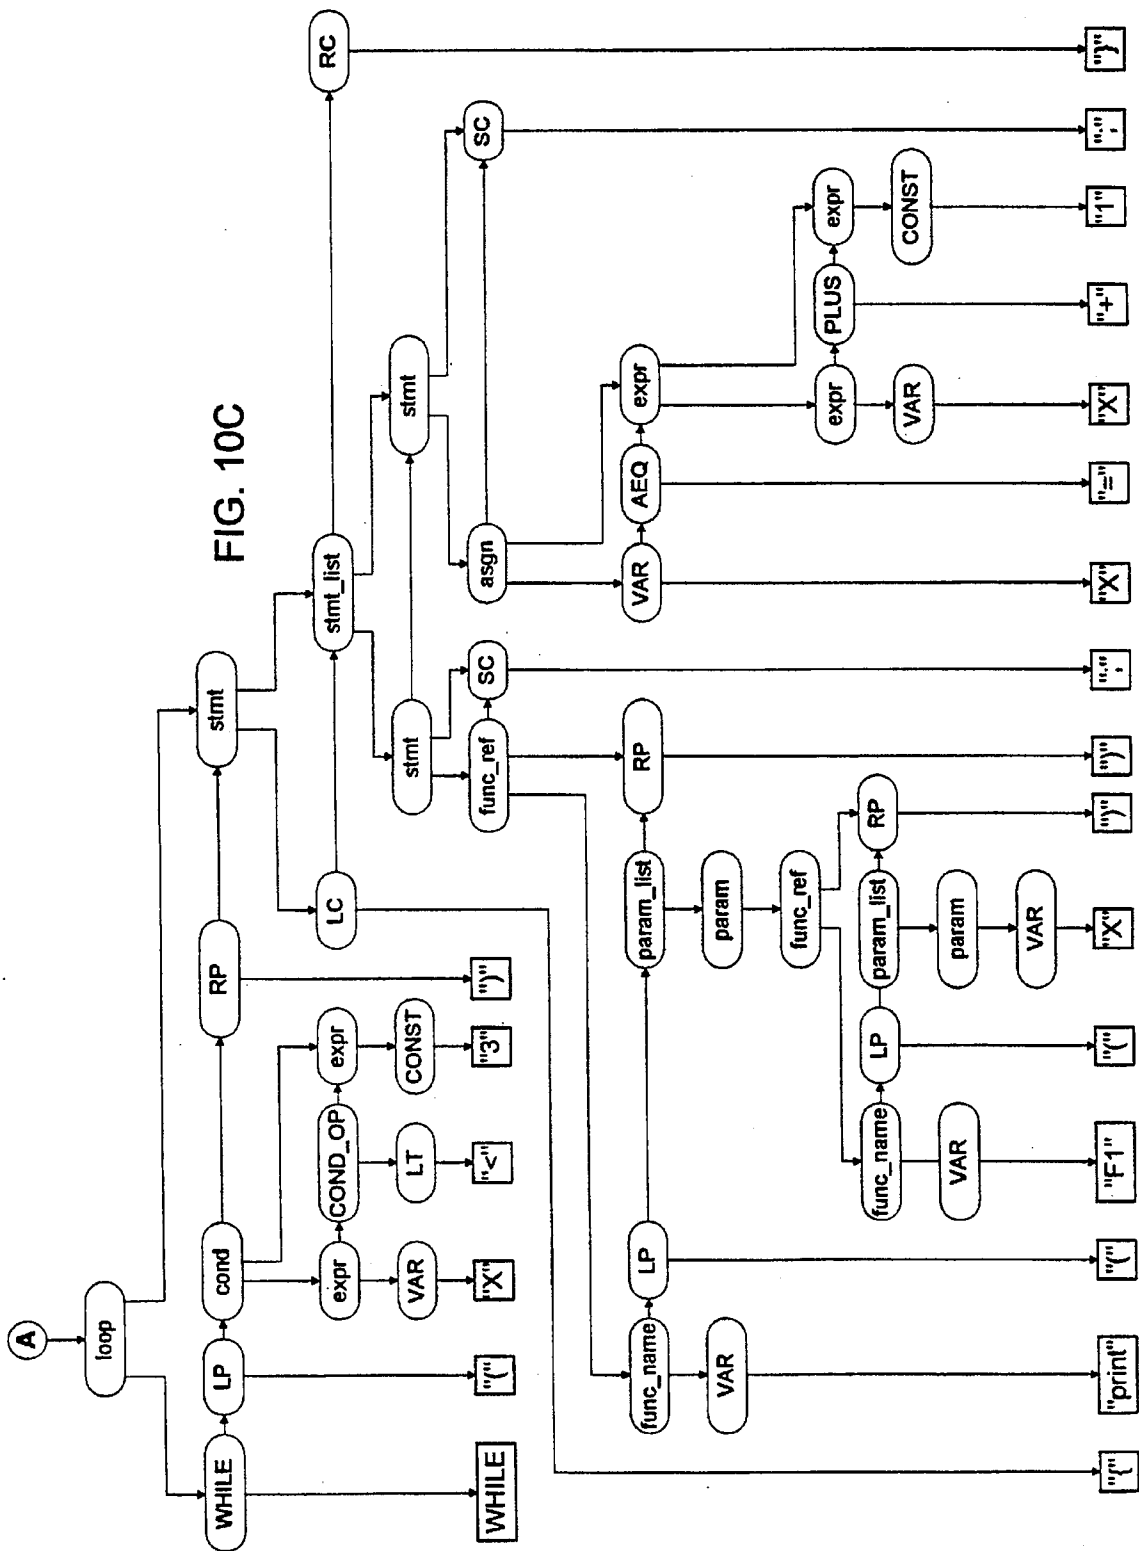 A
loop
WHILE
LP
cond
RP
stmt
FIG. 10C
expr
COND_OP
expr
LC
stmt_list
RC
VAR
LT
CONST
stmt
stmt
WHILE
"("
"X"
"<"
"3"
")"
func_ref
SC
asgn
SC
func_name
LP
param_list
RP
VAR
AEQ
expr
VAR
param
func_ref
expr
PLUS
expr
func_name
LP
param_list
RP
VAR
CONST
VAR
param
VAR
"{"
"print"
"("
"F1"
"("
"X"
")"
")"
";"
"X"
"="
"X"
"+"
"1"
";"
"}"